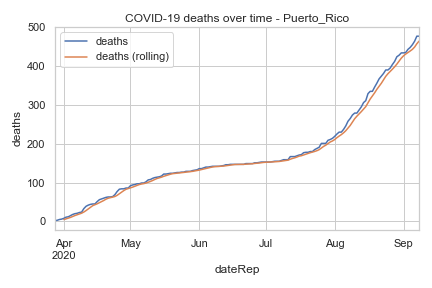 COVID-19 deaths over time - Puerto_Rico
deaths
deaths (rolling)
deaths
500
400
300
200
100
0
Apr
2020
May
Jun
Jul
Aug
Sep
dateRep